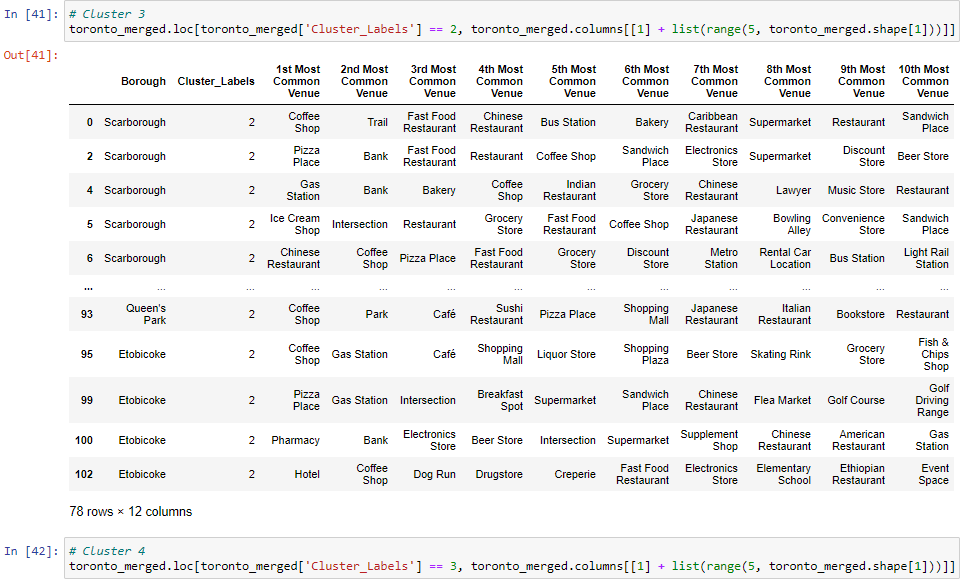 In [41]: # Cluster 3
toronto_merged.loc[toronto_merged['Cluster_Labels'] == 2, toronto_merged.columns[[1] + list(range(5, toronto_merged.shape[1]))]]
Out[41]:
Borough Cluster_Labels 1st Most Common Venue 2nd Most Common Venue 3rd Most Common Venue 4th Most Common Venue 5th Most Common Venue 6th Most Common Venue 7th Most Common Venue 8th Most Common Venue 9th Most Common Venue 10th Most Common Venue
0 Scarborough 2 Coffee Shop Trail Fast Food Restaurant Chinese Restaurant Bus Station Bakery Caribbean Restaurant Supermarket Restaurant Sandwich Place
2 Scarborough 2 Pizza Place Bank Fast Food Restaurant Restaurant Coffee Shop Sandwich Place Electronics Store Supermarket Discount Store Beer Store
4 Scarborough 2 Gas Station Bank Bakery Coffee Shop Indian Restaurant Grocery Store Chinese Restaurant Lawyer Music Store Restaurant
5 Scarborough 2 Ice Cream Shop Intersection Restaurant Grocery Store Fast Food Restaurant Coffee Shop Japanese Restaurant Bowling Alley Convenience Store Sandwich Place
6 Scarborough 2 Chinese Restaurant Coffee Shop Pizza Place Fast Food Restaurant Grocery Store Discount Store Metro Station Rental Car Location Bus Station Light Rail Station
... ... ... ... ... ... ... ... ... ... ... ... ...
93 Queen's Park 2 Coffee Shop Park Café Sushi Restaurant Pizza Place Shopping Mall Japanese Restaurant Italian Restaurant Bookstore Restaurant
95 Etobicoke 2 Coffee Shop Gas Station Café Shopping Mall Liquor Store Shopping Plaza Beer Store Skating Rink Grocery Store Fish & Chips Shop
99 Etobicoke 2 Pizza Place Gas Station Intersection Breakfast Spot Supermarket Sandwich Place Chinese Restaurant Flea Market Golf Course Golf Driving Range
100 Etobicoke 2 Pharmacy Bank Electronics Store Beer Store Intersection Supermarket Supplement Shop Chinese Restaurant American Restaurant Gas Station
102 Etobicoke 2 Hotel Coffee Shop Dog Run Drugstore Creperie Fast Food Restaurant Electronics Store Elementary School Ethiopian Restaurant Event Space
78 rows × 12 columns
In [42]: # Cluster 4
toronto_merged.loc[toronto_merged['Cluster_Labels'] == 3, toronto_merged.columns[[1] + list(range(5, toronto_merged.shape[1]))]]